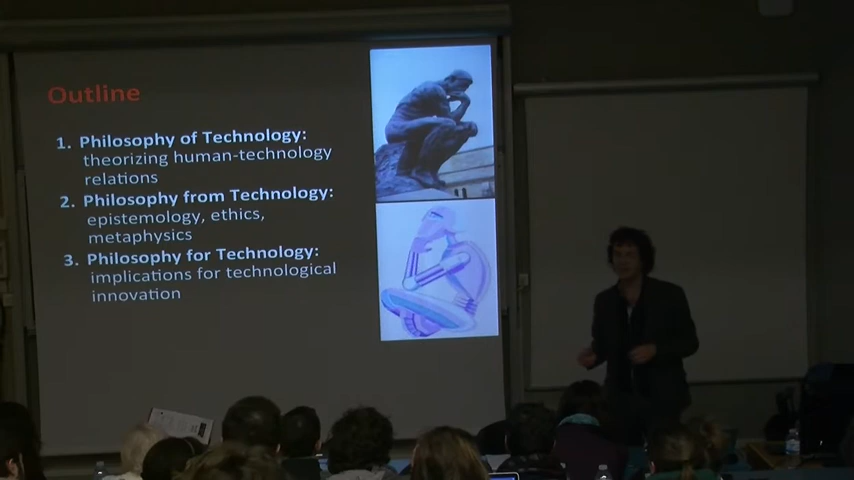 Outline
1. Philosophy of Technology:
theorizing human-technology
relations
2. Philosophy from Technology:
epistemology, ethics,
metaphysics
3. Philosophy for Technology:
implications for technological
innovation